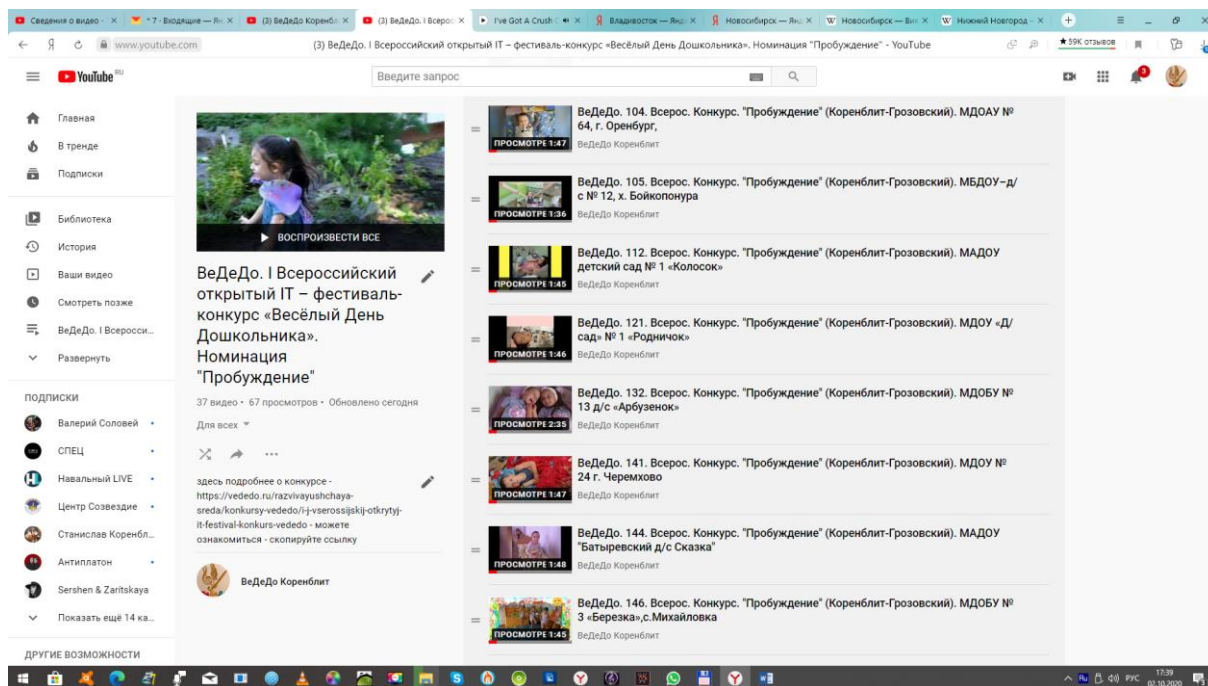 Сведения о видео -
* 7 · Входящие — Ян
(3) ВеДеДо Коренбл
(3) ВеДеДо. I Всерос
I've Got A Crush
Владивосток — Янд
Новосибирск — Янд
Новосибирск — Вик
Нижний Новгород -
www.youtube.com
(3) ВеДеДо. I Всероссийский открытый IT – фестиваль-конкурс «Весёлый День Дошкольника». Номинация "Пробуждение" - YouTube
★ 59K отзывов
YouTube RU
Введите запрос
3
Главная
В тренде
Подписки
Библиотека
История
Ваши видео
Смотреть позже
ВеДеДо. I Всеросси...
Развернуть
ПОДПИСКИ
Валерий Соловей
СПЕЦ
Навальный LIVE
Центр Созвездие
Станислав Коренбл...
Антиплатон
Sershen & Zaritskaya
Показать ещё 14 ка...
ДРУГИЕ ВОЗМОЖНОСТИ
ВОСПРОИЗВЕСТИ ВСЕ
ВеДеДо. I Всероссийский
открытый IT – фестиваль-
конкурс «Весёлый День
Дошкольника».
Номинация
"Пробуждение"
37 видео • 67 просмотров • Обновлено сегодня
Для всех
здесь подробнее о конкурсе -
https://vededo.ru/razvivayushchaya-
sreda/konkursy-vededo/i-j-vserossijskij-otkrytyj-
it-festival-konkurs-vededo - можете
ознакомиться - скопируйте ссылку
ВеДеДо Коренблит
ВеДеДо. 104. Всерос. Конкурс. "Пробуждение" (Коренблит-Грозовский). МДОАУ №
64, г. Оренбург,
ПРОСМОТРЕ 1:47
ВеДеДо Коренблит
ВеДеДо. 105. Всерос. Конкурс. "Пробуждение" (Коренблит-Грозовский). МБДОУ–д/
с № 12, х. Бойкопонура
ПРОСМОТРЕ 1:36
ВеДеДо Коренблит
ВеДеДо. 112. Всерос. Конкурс. "Пробуждение" (Коренблит-Грозовский). МАДОУ
детский сад № 1 «Колосок»
ПРОСМОТРЕ 1:45
ВеДеДо Коренблит
ВеДеДо. 121. Всерос. Конкурс. "Пробуждение" (Коренблит-Грозовский). МДОУ «Д/
сад» № 1 «Родничок»
ПРОСМОТРЕ 1:46
ВеДеДо Коренблит
ВеДеДо. 132. Всерос. Конкурс. "Пробуждение" (Коренблит-Грозовский). МДОБУ №
13 д/с «Арбузенок»
ПРОСМОТРЕ 2:35
ВеДеДо Коренблит
ВеДеДо. 141. Всерос. Конкурс. "Пробуждение" (Коренблит-Грозовский). МДОУ №
24 г. Черемхово
ПРОСМОТРЕ 1:47
ВеДеДо Коренблит
ВеДеДо. 144. Всерос. Конкурс. "Пробуждение" (Коренблит-Грозовский). МАДОУ
"Батыревский д/с Сказка"
ПРОСМОТРЕ 1:48
ВеДеДо Коренблит
ВеДеДо. 146. Всерос. Конкурс. "Пробуждение" (Коренблит-Грозовский). МДОБУ №
3 «Березка»,с.Михайловка
ПРОСМОТРЕ 1:45
ВеДеДо Коренблит
Ru
РУС
17:39
02.10.2020